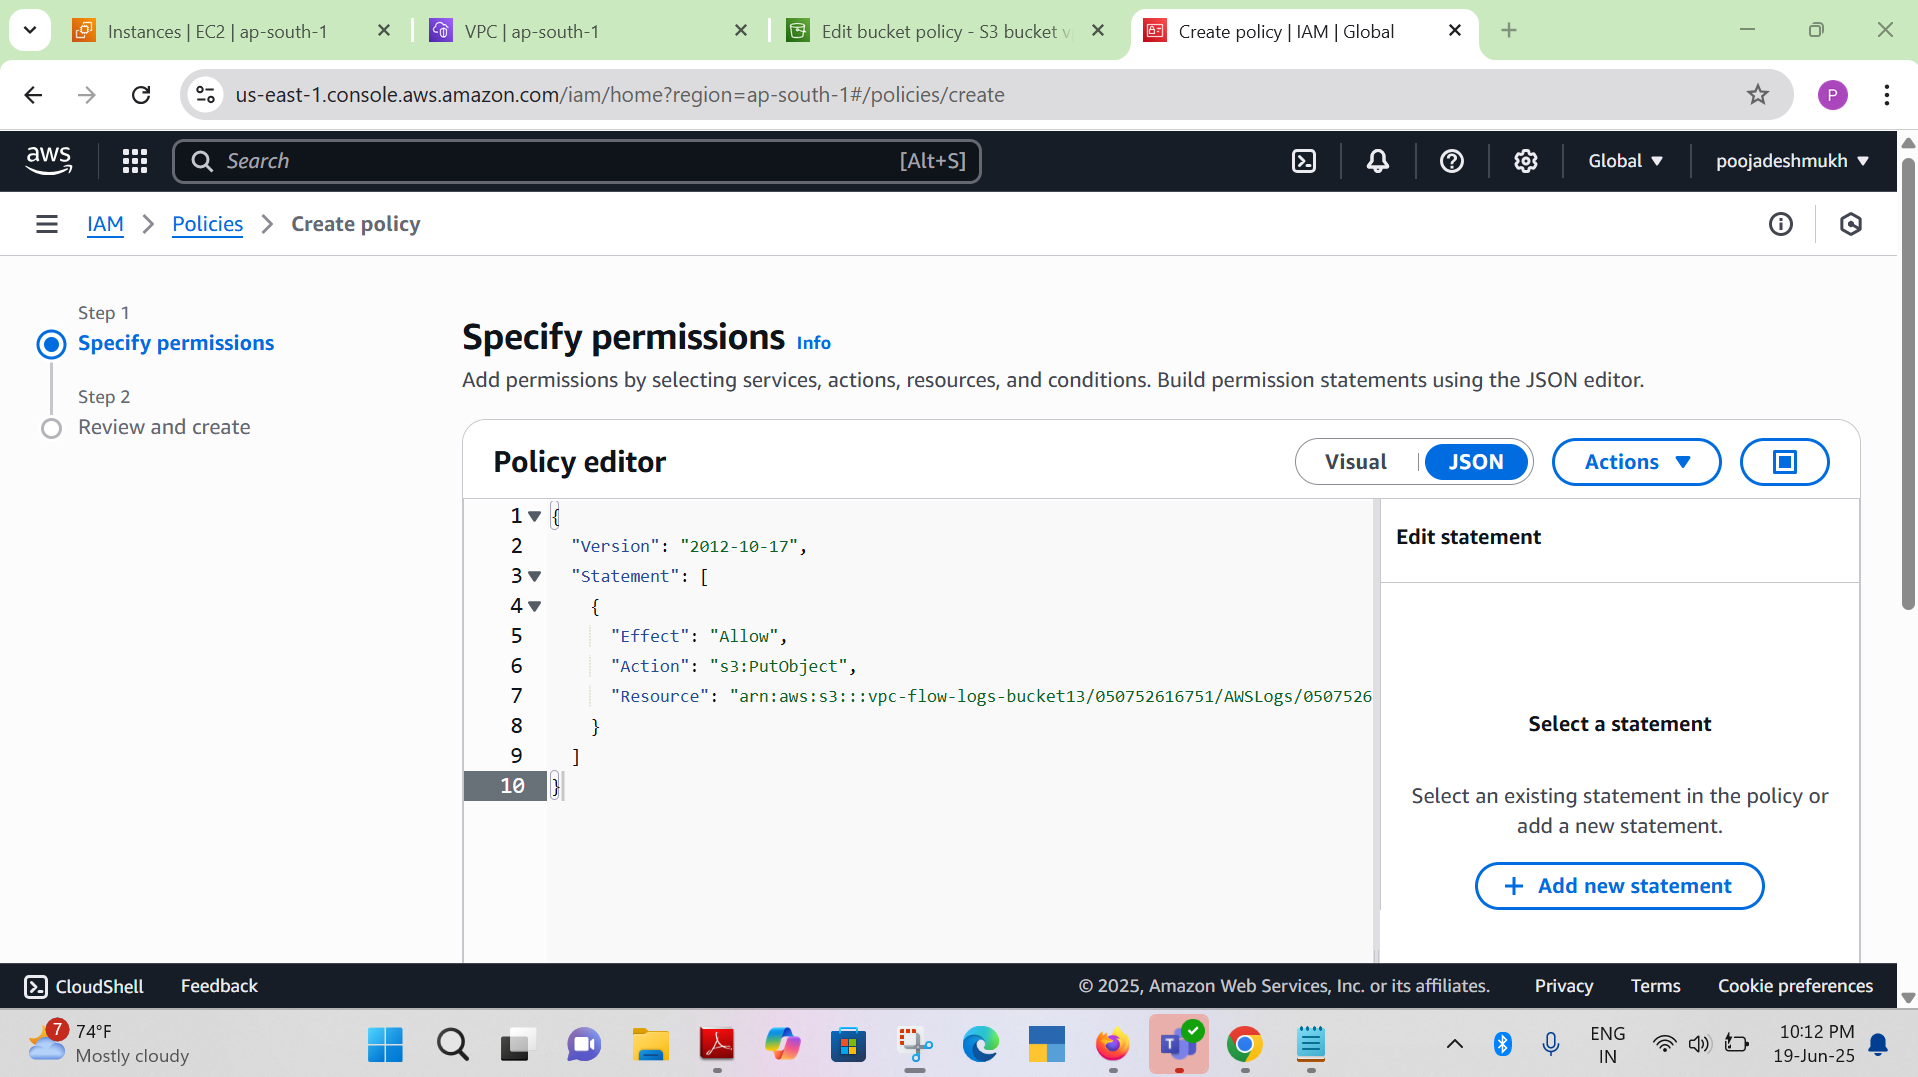 Instances | EC2 | ap-south-1
VPC | ap-south-1
Edit bucket policy - S3 bucket v
Create policy | IAM | Global
us-east-1.console.aws.amazon.com/iam/home?region=ap-south-1#/policies/create
P
aws
Search
[Alt+S]
Global
poojadeshmukh
IAM
Policies
Create policy
Step 1
Specify permissions
Step 2
Review and create
Specify permissions Info
Add permissions by selecting services, actions, resources, and conditions. Build permission statements using the JSON editor.
Policy editor
Visual
JSON
Actions
1 {
2 "Version": "2012-10-17",
3 "Statement": [
4 {
5 "Effect": "Allow",
6 "Action": "s3:PutObject",
7 "Resource": "arn:aws:s3:::vpc-flow-logs-bucket13/050752616751/AWSLogs/0507526
8 }
9 ]
10 }
Edit statement
Select a statement
Select an existing statement in the policy or
add a new statement.
+ Add new statement
CloudShell
Feedback
© 2025, Amazon Web Services, Inc. or its affiliates.
Privacy
Terms
Cookie preferences
7
74°F
Mostly cloudy
T
ENG
IN
10:12 PM
19-Jun-25